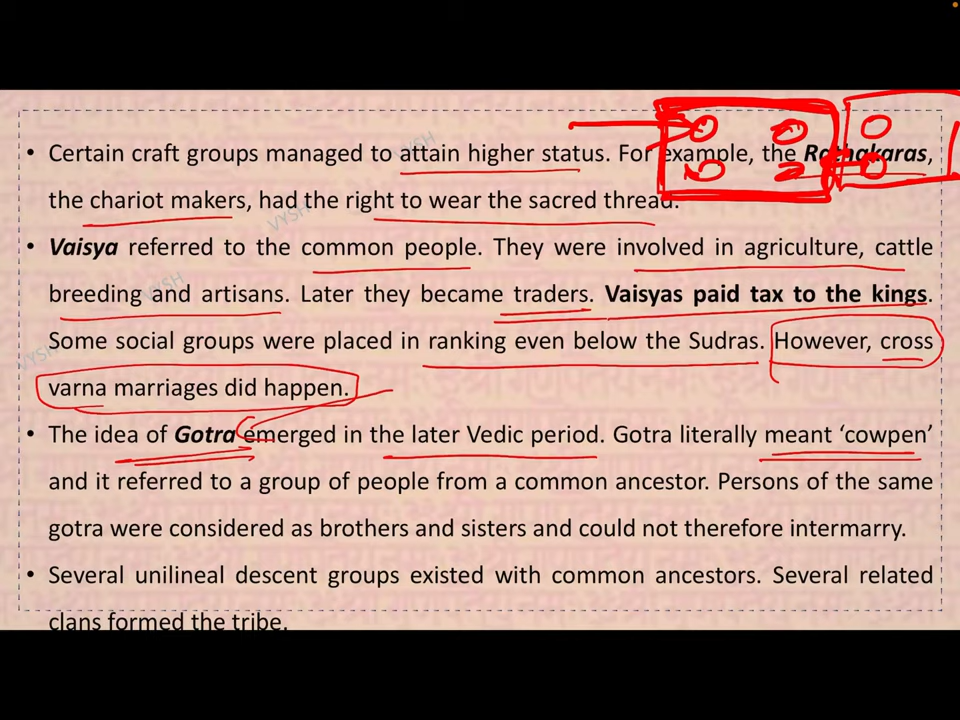 • Certain craft groups managed to attain higher status. For example, the Rathakaras,
the chariot makers, had the right to wear the sacred thread.
• Vaisya referred to the common people. They were involved in agriculture, cattle
breeding and artisans. Later they became traders. Vaisyas paid tax to the kings.
Some social groups were placed in ranking even below the Sudras. However, cross
varna marriages did happen.
• The idea of Gotra emerged in the later Vedic period. Gotra literally meant ‘cowpen’
and it referred to a group of people from a common ancestor. Persons of the same
gotra were considered as brothers and sisters and could not therefore intermarry.
• Several unilineal descent groups existed with common ancestors. Several related
clans formed the tribe.